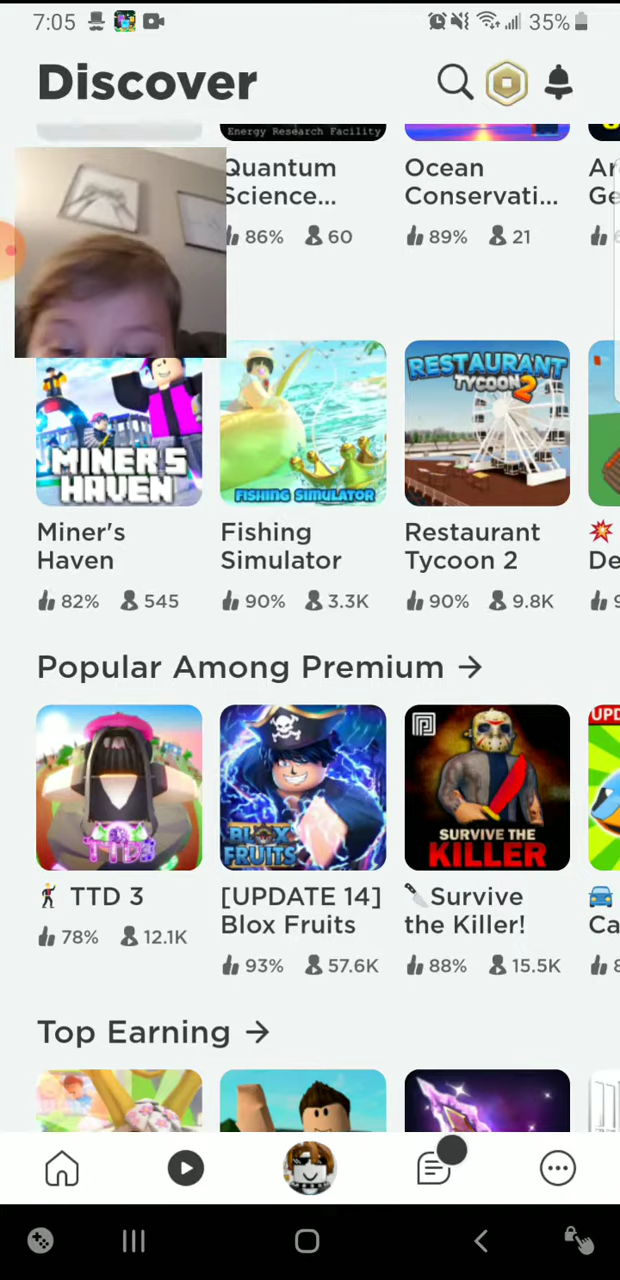 7:05 35%
Discover
Energy Research Facility
Quantum
Science...
86% 60
Ocean
Conservati...
89% 21
MINER'S
HAVEN
FISHING SIMULATOR
RESTAURANT
TYCOON 2
Miner's
Haven
82% 545
Fishing
Simulator
90% 3.3K
Restaurant
Tycoon 2
90% 9.8K
De
Popular Among Premium →
TTD3
BLOX
FRUITS
SURVIVE THE
KILLER
UPD
TTD 3
78% 12.1K
[UPDATE 14]
Blox Fruits
93% 57.6K
Survive
the Killer!
88% 15.5K
Ca
Top Earning →